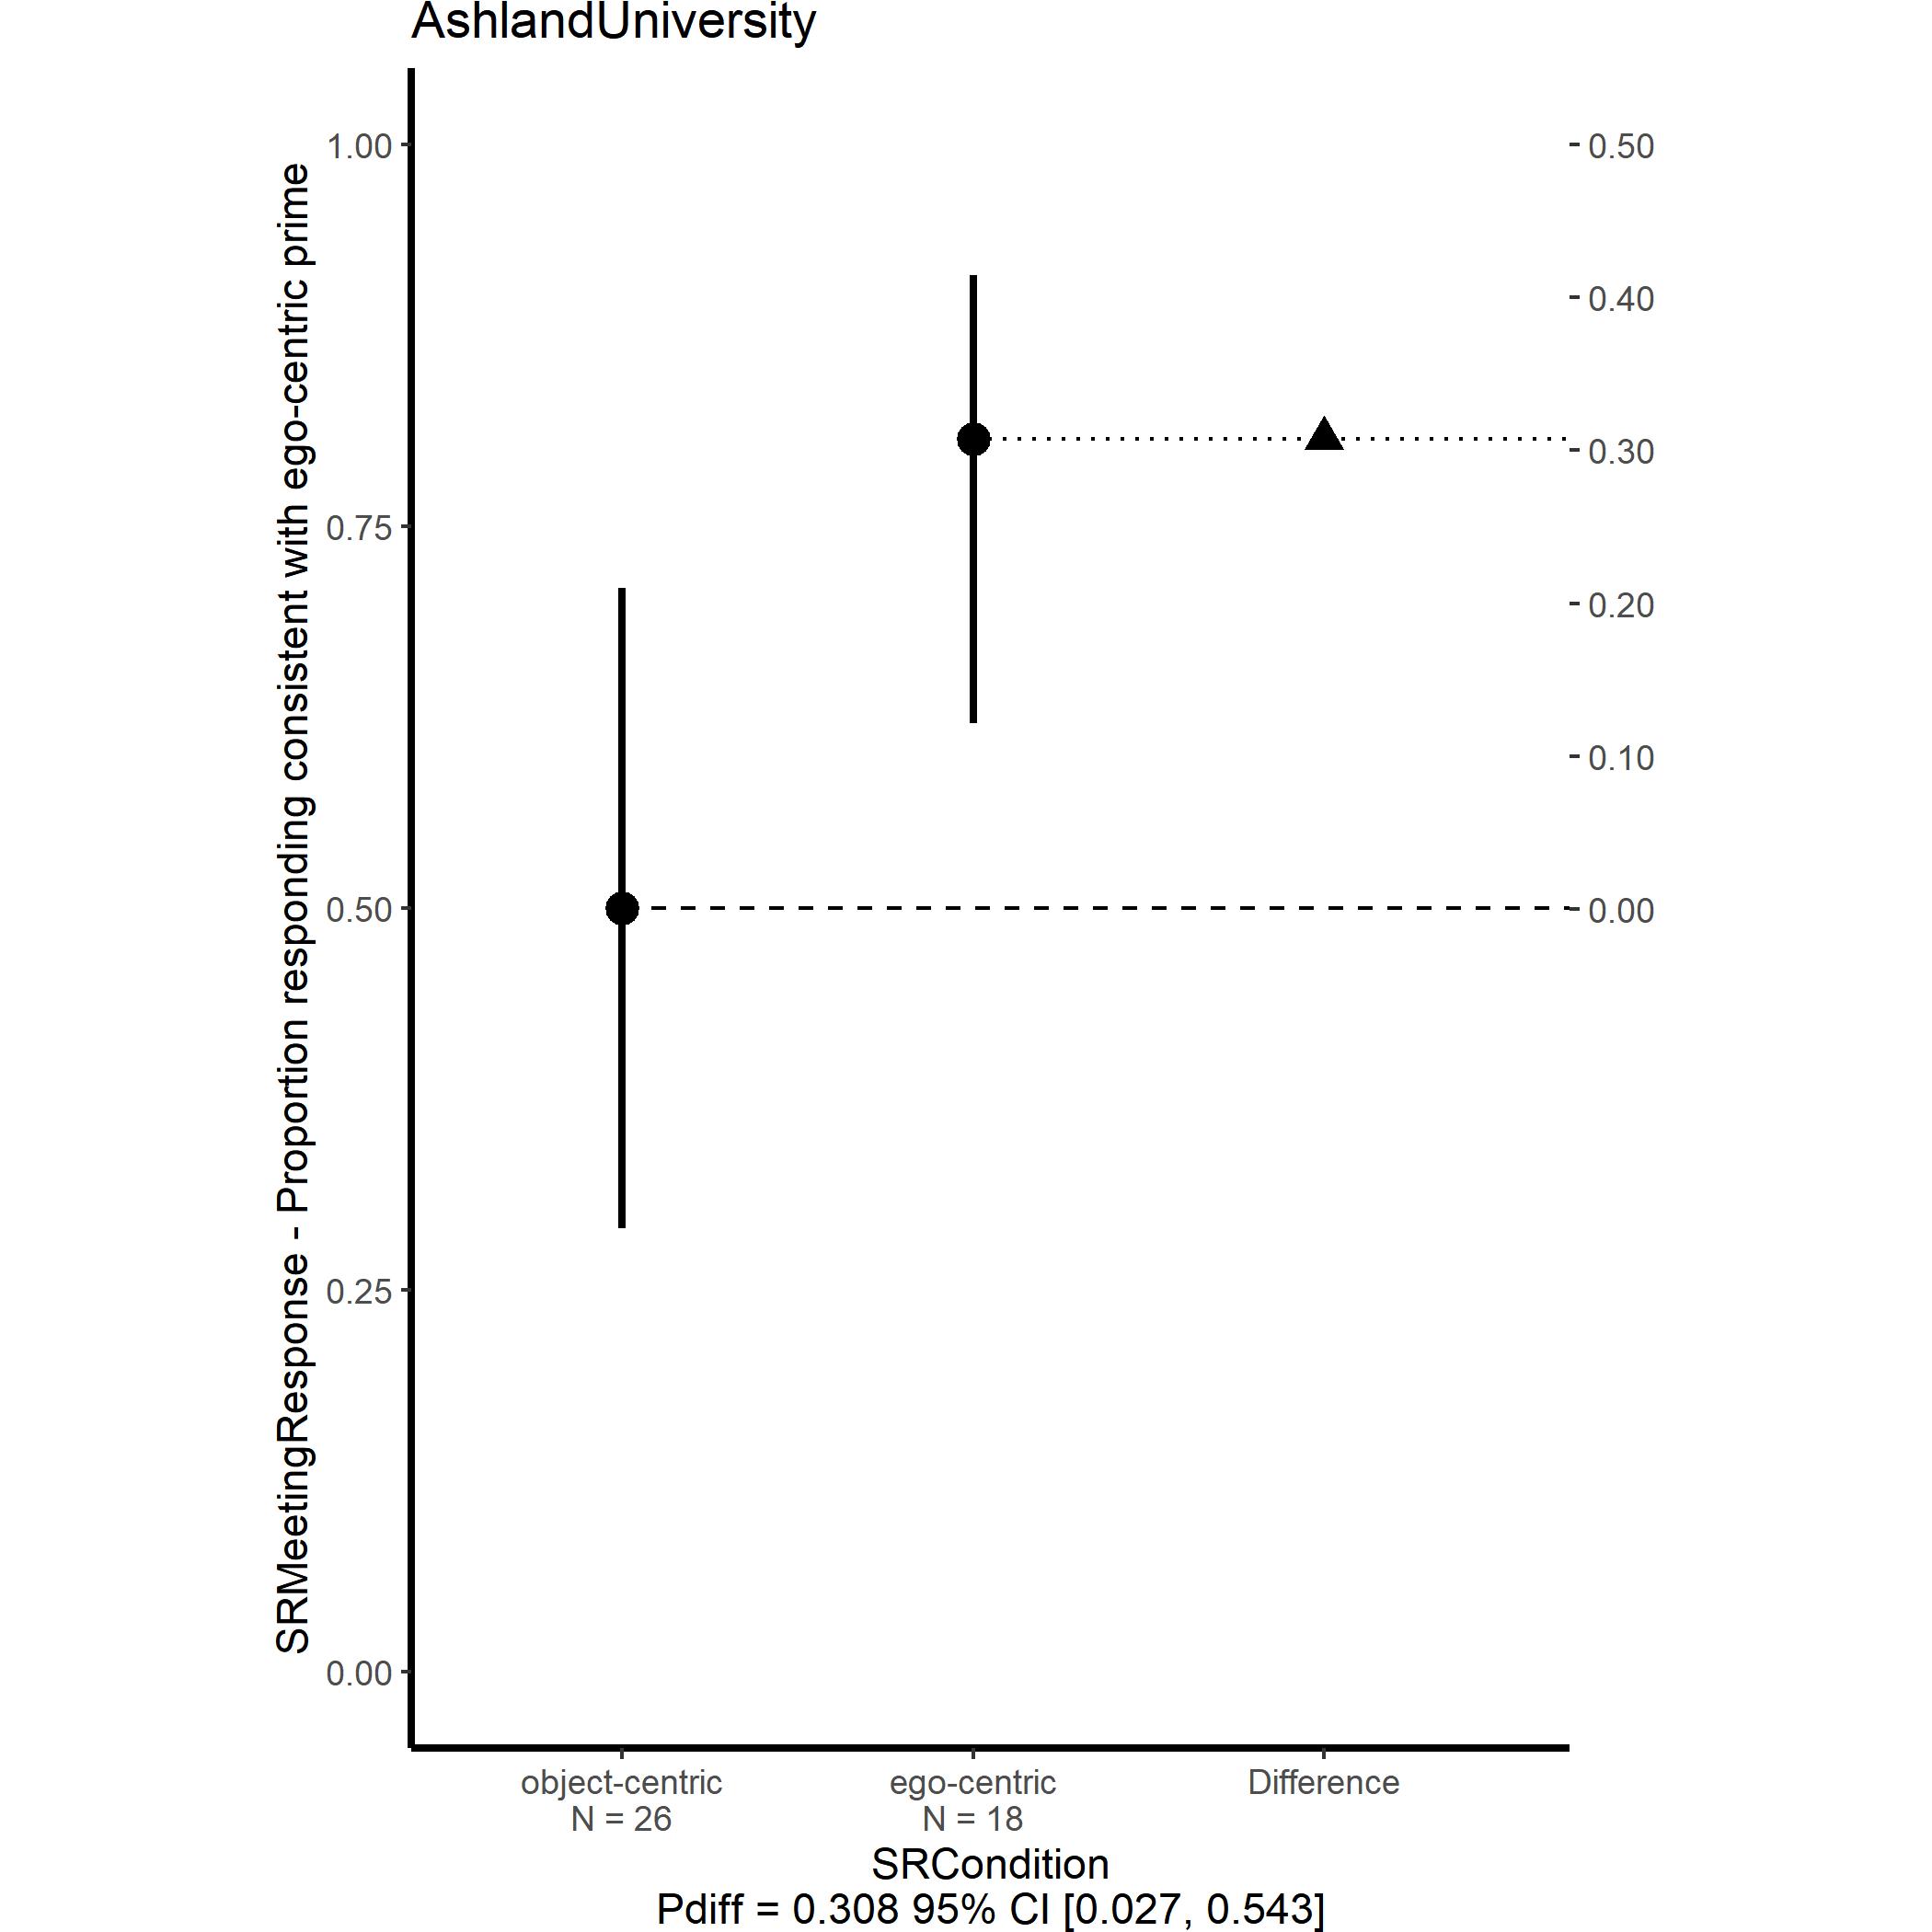 AshlandUniversity
SRMeetingResponse - Proportion responding consistent with ego-centric prime
1.00
0.75
0.50
0.25
0.00
0.50
0.40
0.30
0.20
0.10
0.00
object-centric
N = 26
ego-centric
N = 18
Difference
SRCondition
Pdiff = 0.308 95% CI [0.027, 0.543]